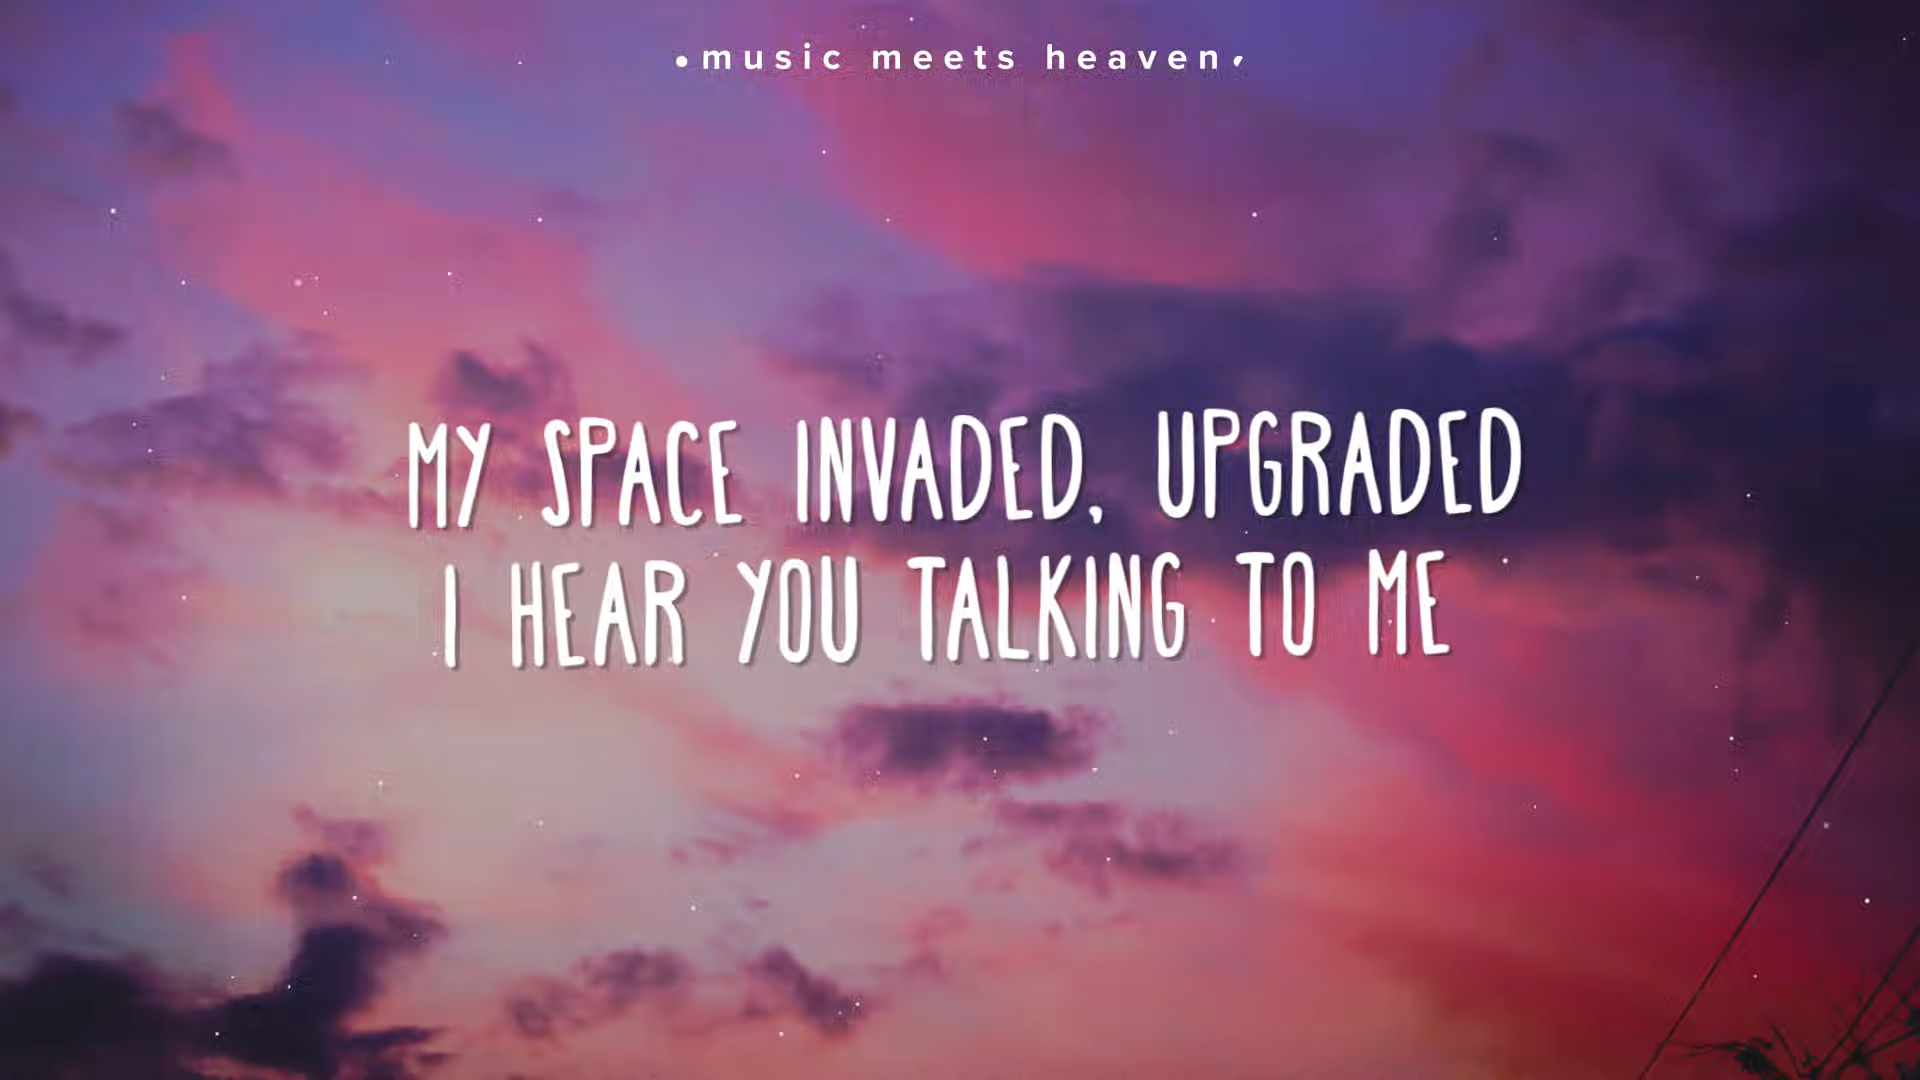 •music meets heaven•
MY SPACE INVADED, UPGRADED
I HEAR YOU TALKING TO ME